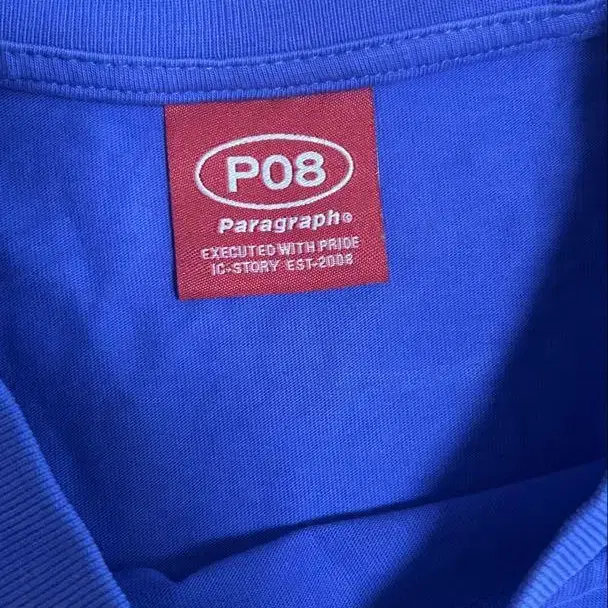 P08
Paragraph®
EXECUTED WITH PRIDE
IC-STORY EST-2008